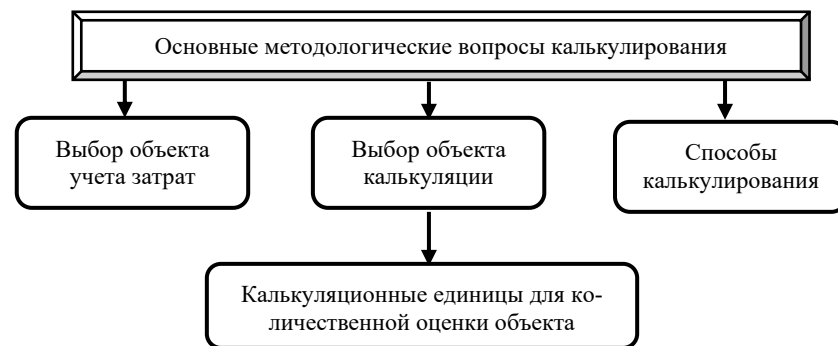 Основные методологические вопросы калькулирования
Выбор объекта
учета затрат
Выбор объекта
калькуляции
Способы
калькулирования
Калькуляционные единицы для ко-
личественной оценки объекта